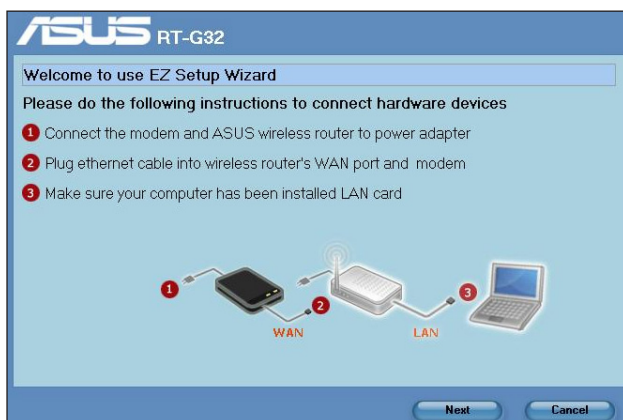 ASUS RT-G32
Welcome to use EZ Setup Wizard
Please do the following instructions to connect hardware devices
1 Connect the modem and ASUS wireless router to power adapter
2 Plug ethernet cable into wireless router's WAN port and modem
3 Make sure your computer has been installed LAN card
1
2
3
WAN
LAN
Next
Cancel